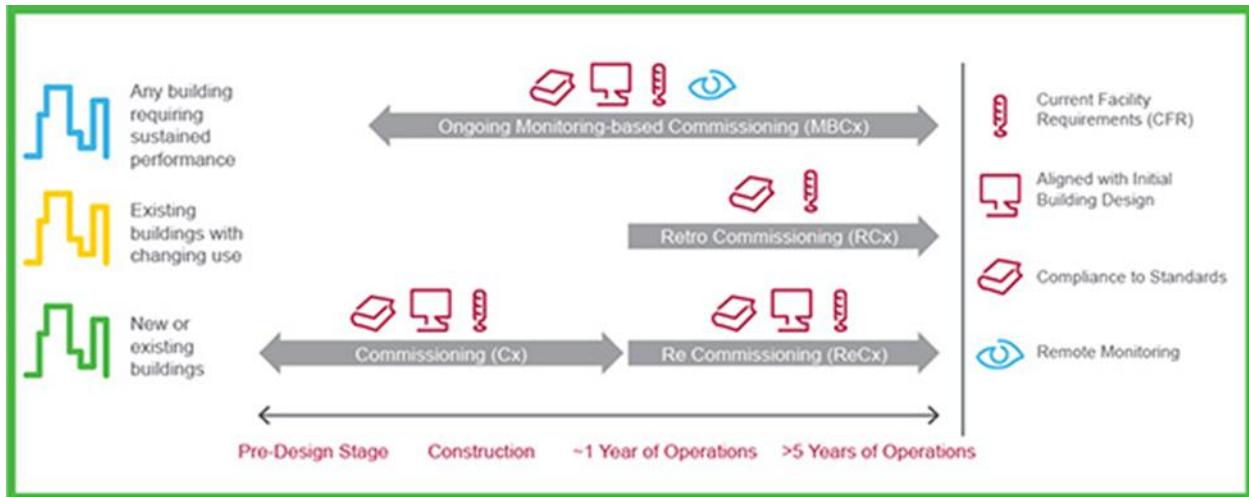 Any building
requiring
sustained
performance
Ongoing Monitoring-based Commissioning (MBCx)
Existing
buildings with
changing use
Retro Commissioning (RCx)
New or
existing
buildings
Commissioning (Cx)
Re Commissioning (ReCx)
Pre-Design Stage
Construction
~1 Year of Operations
>5 Years of Operations
Current Facility
Requirements (CFR)
Aligned with Initial
Building Design
Compliance to Standards
Remote Monitoring